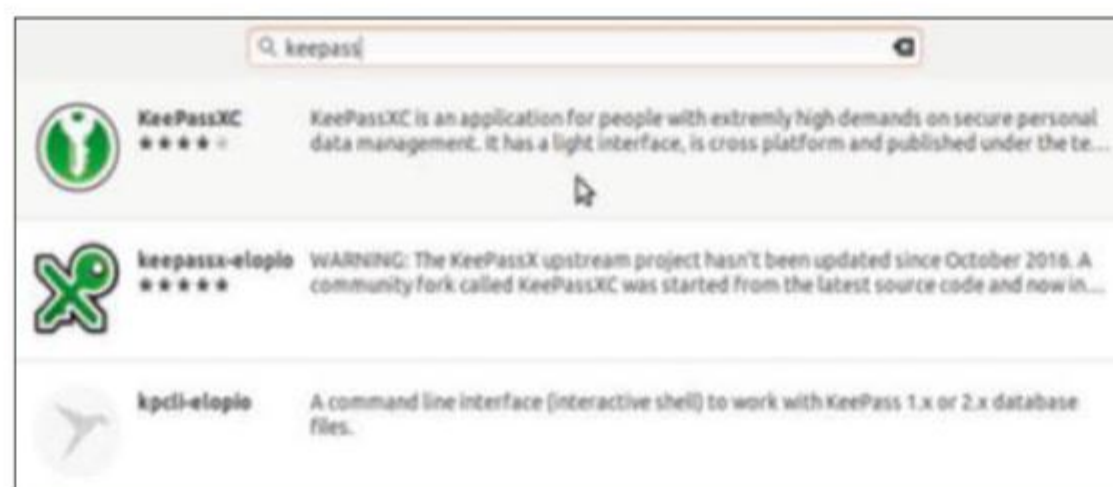 keepass
KeePassXC
KeePassXC is an application for people with extremly high demands on secure personal
data management. It has a light interface, is cross platform and published under the te...
keepassx-elopio
WARNING: The KeePassX upstream project hasn't been updated since October 2016. A
community fork called KeePassXC was started from the latest source code and now in...
kpcli-elopio
A command line interface (interactive shell) to work with KeePass 1.x or 2.x database
files.